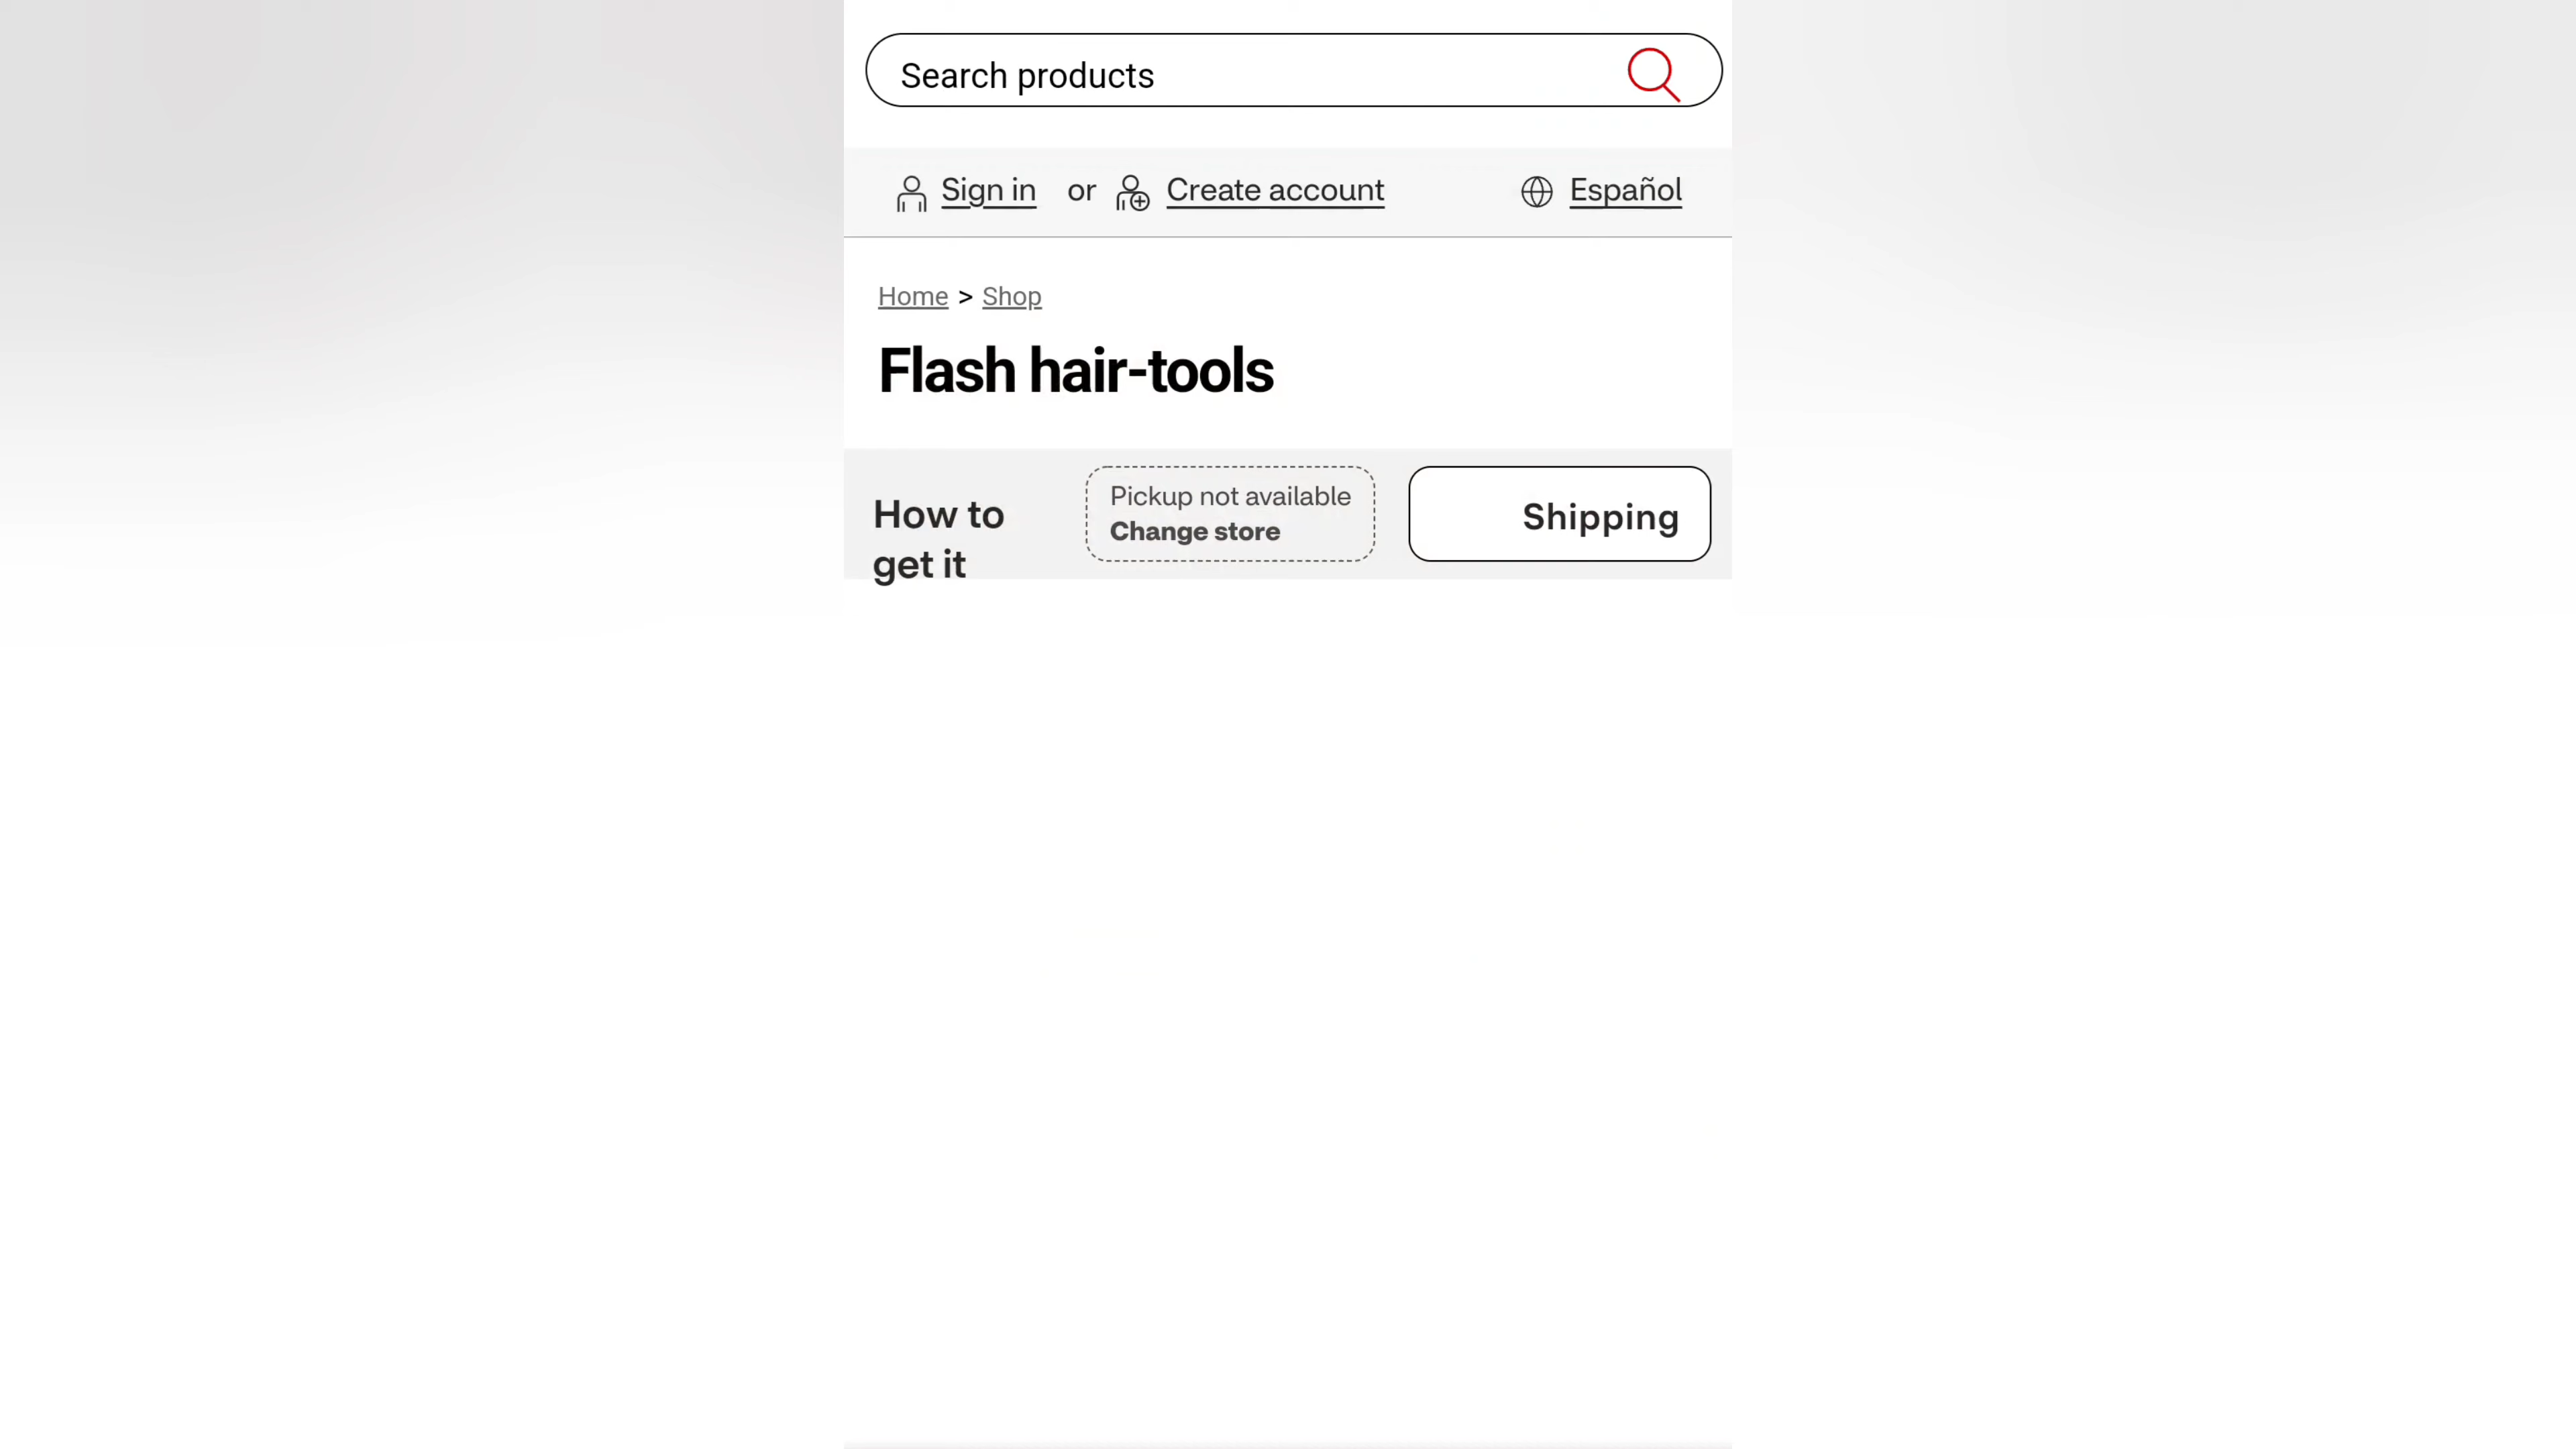 Search products
Sign in or Create account Español
Home > Shop
Flash hair-tools
How to
get it
Pickup not available
Change store
Shipping